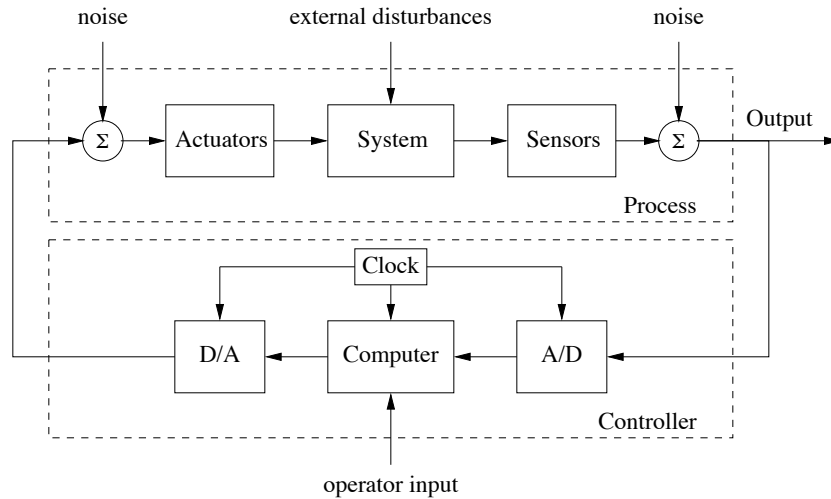 noise
external disturbances
noise
Output
Σ
Actuators
System
Sensors
Σ
Process
Clock
D/A
Computer
A/D
Controller
operator input